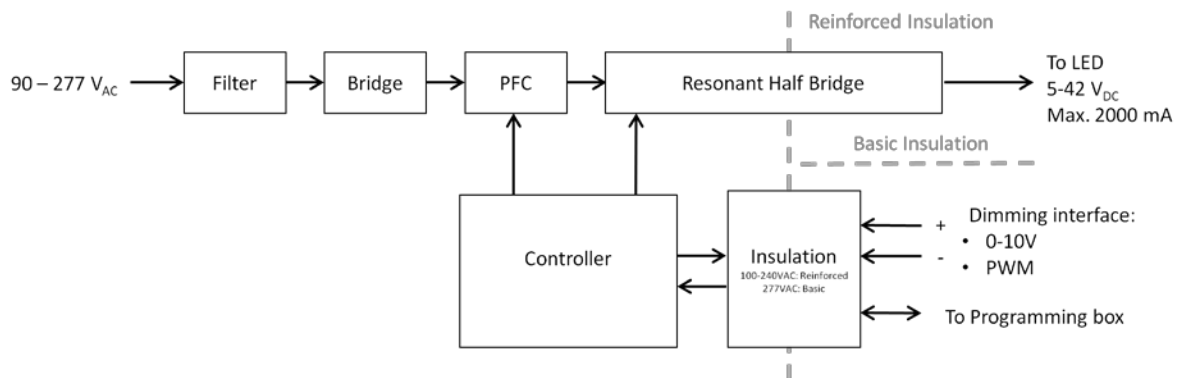 Reinforced Insulation
90 – 277 VAC
Filter
Bridge
PFC
Resonant Half Bridge
To LED
5-42 VDC
Max. 2000 mA
Basic Insulation
Controller
Insulation
100-240VAC: Reinforced
277VAC: Basic
+ Dimming interface:
• 0-10V
- • PWM
To Programming box